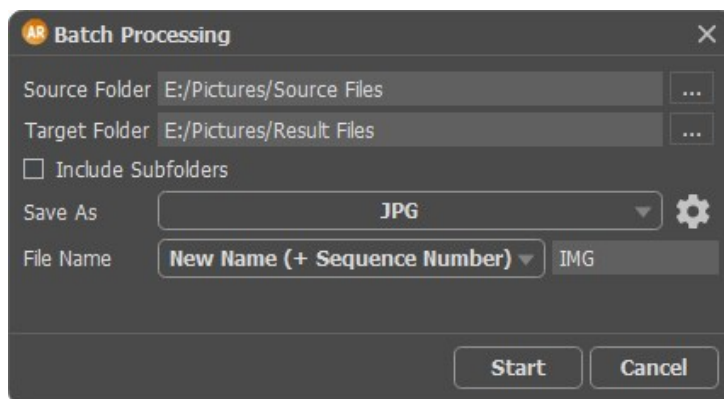 AR Batch Processing
Source Folder E:/Pictures/Source Files ...
Target Folder E:/Pictures/Result Files ...
Include Subfolders
Save As JPG
File Name New Name (+ Sequence Number) IMG
Start Cancel